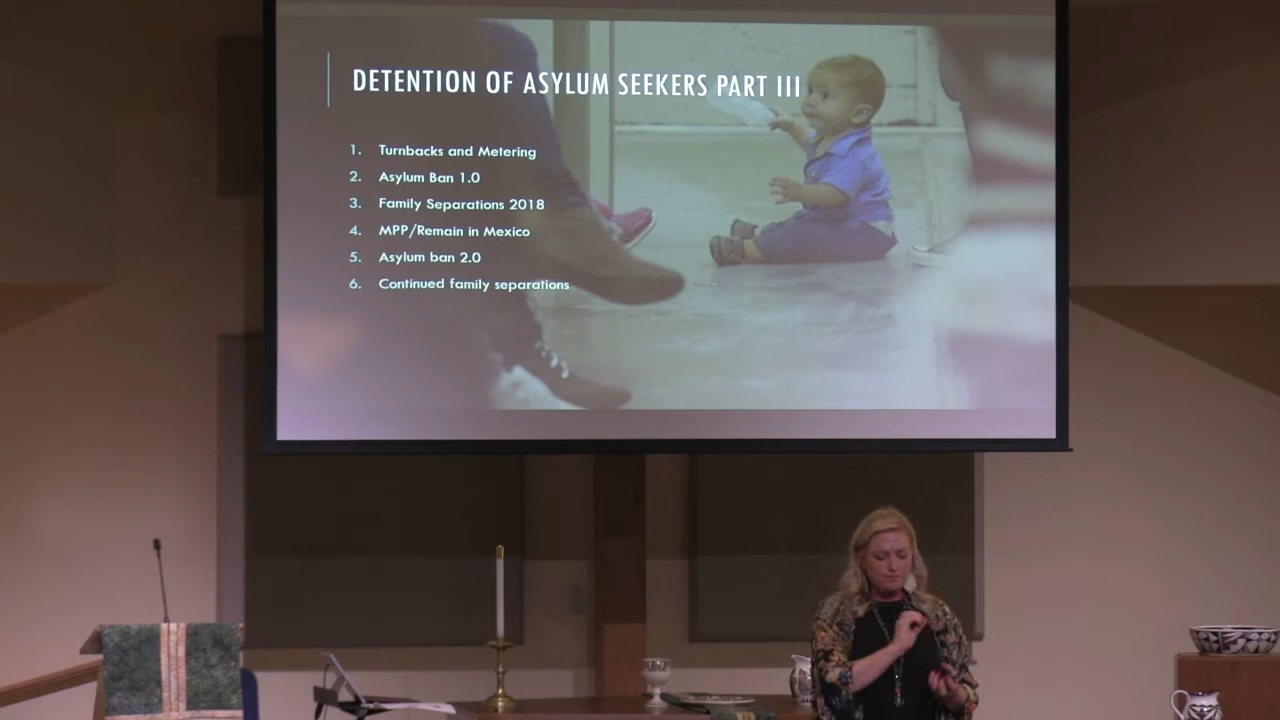 DETENTION OF ASYLUM SEEKERS PART III
1. Turnbacks and Metering
2. Asylum Ban 1.0
3. Family Separations 2018
4. MPP/Remain in Mexico
5. Asylum ban 2.0
6. Continued family separations